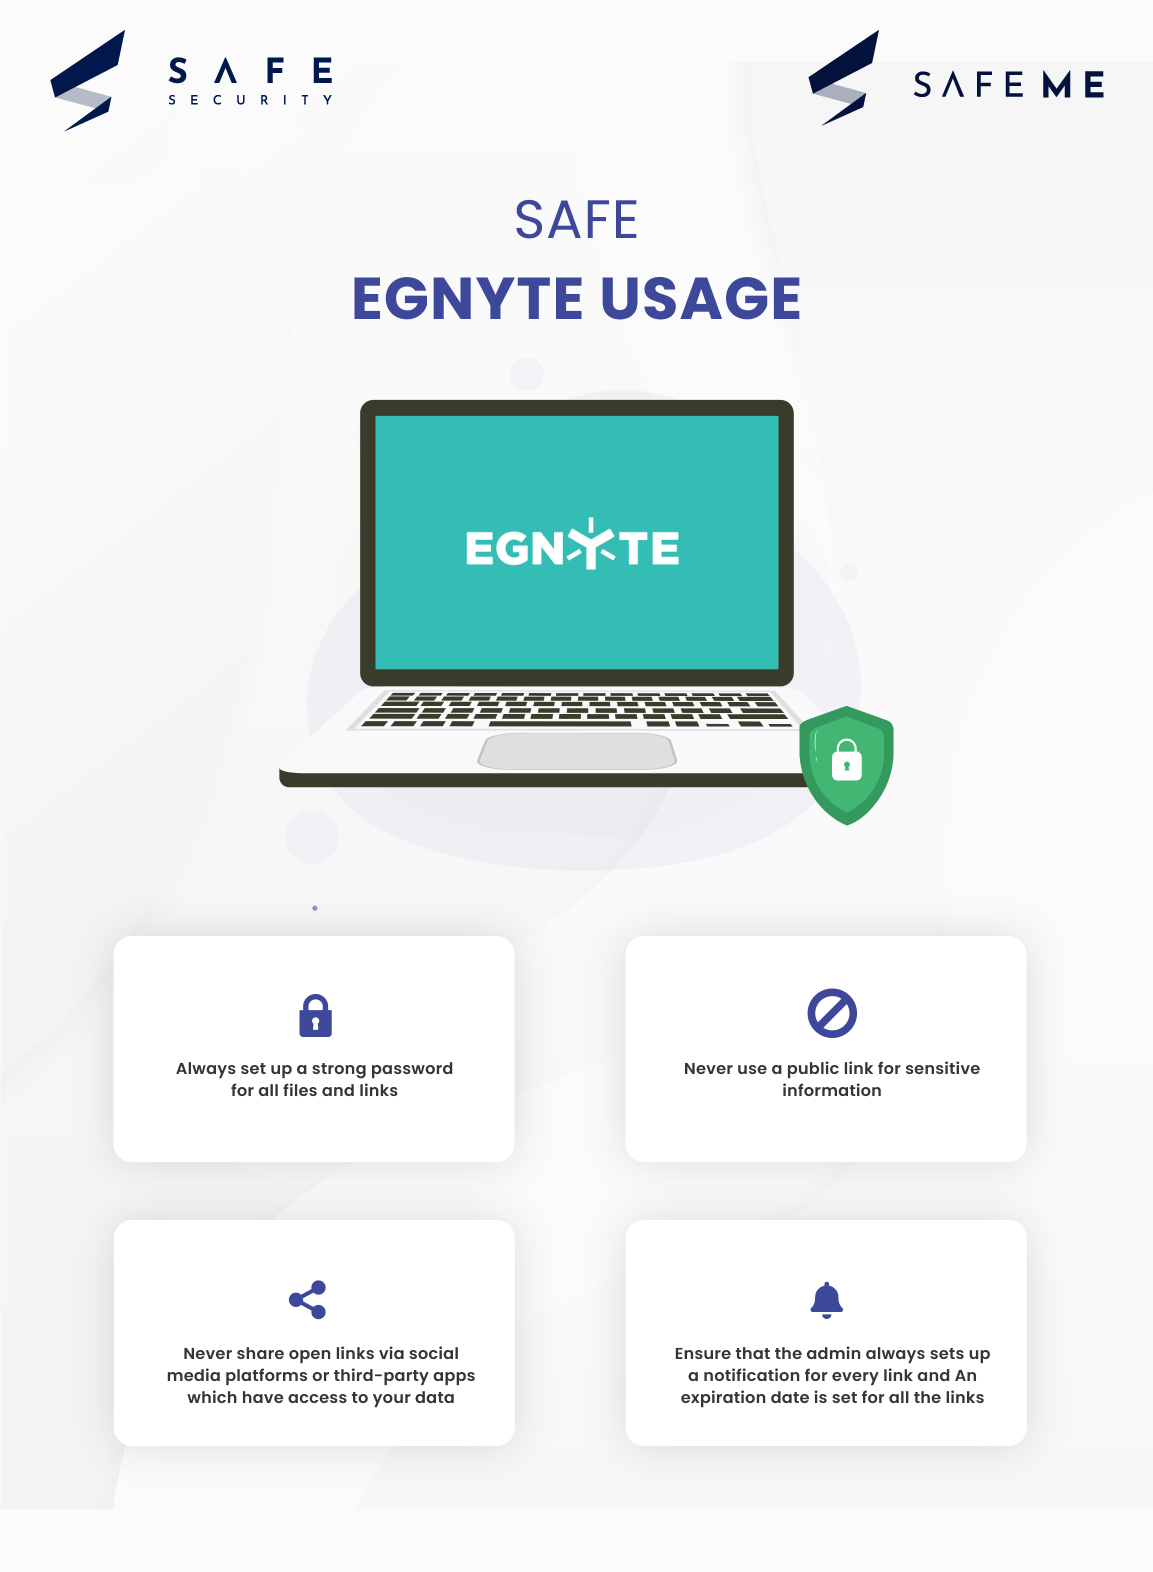 SAFE
SECURITY
SAFE ME
SAFE
EGNYTE USAGE
EGNYTE
Always set up a strong password
for all files and links
Never use a public link for sensitive
information
Never share open links via social
media platforms or third-party apps
which have access to your data
Ensure that the admin always sets up
a notification for every link and An
expiration date is set for all the links